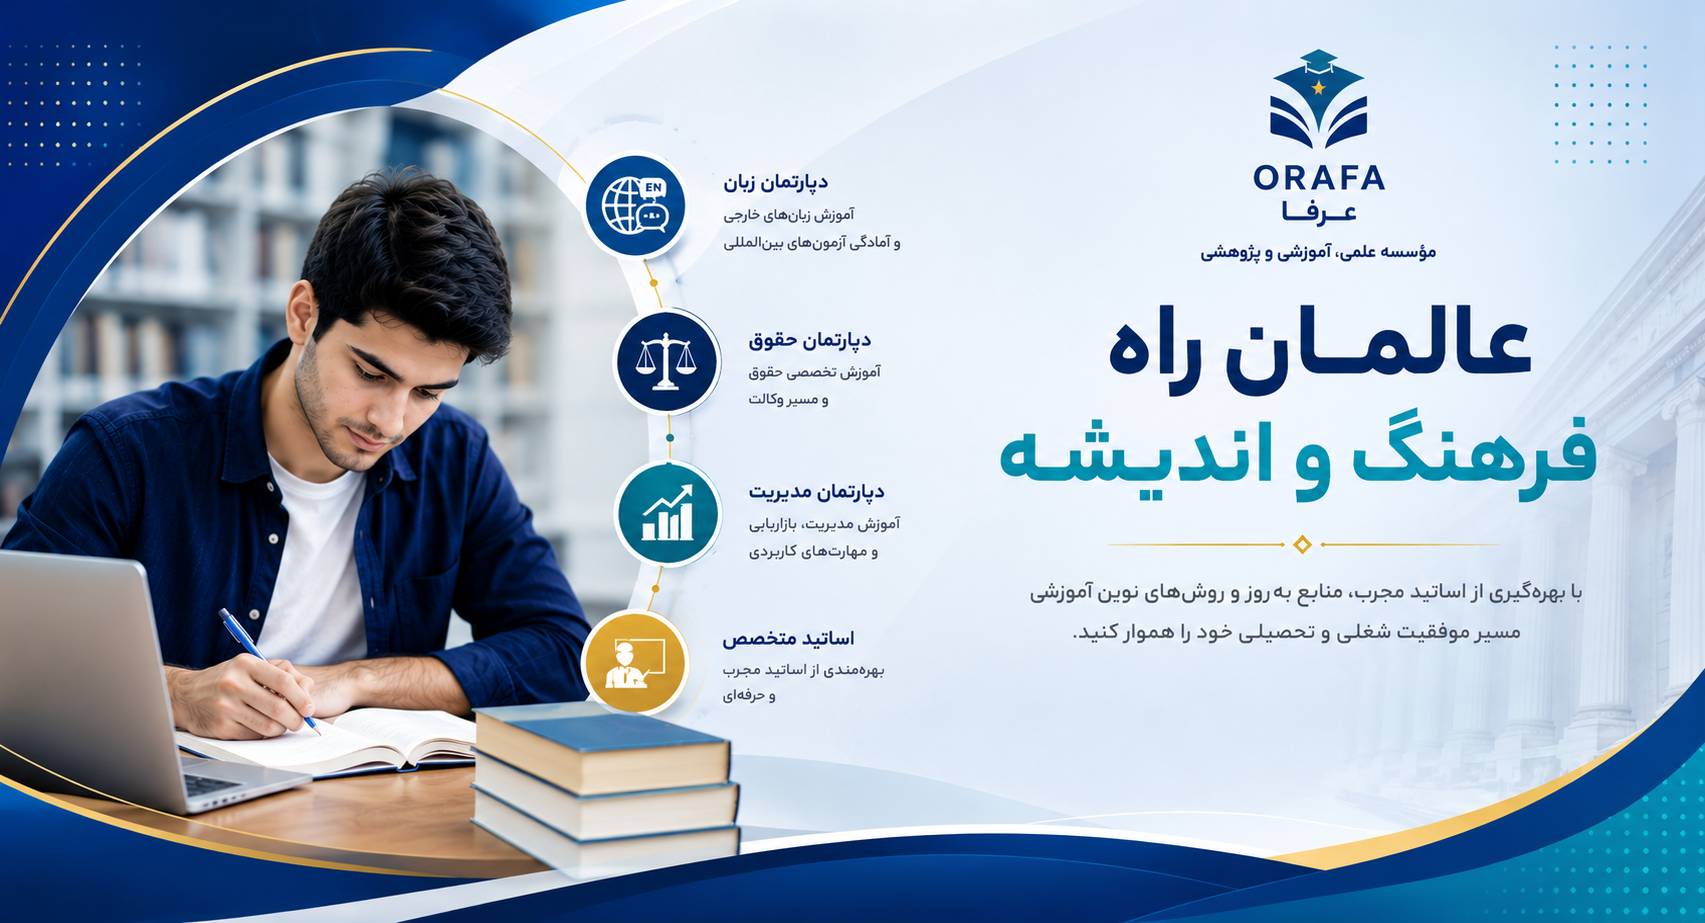 ORAFA
عرفا
مؤسسه علمی، آموزشی و پژوهشی
عالمان راه
فرهنگ و اندیشه
با بهره‌گیری از اساتید مجرب، منابع به‌روز و روش‌های نوین آموزشی
مسیر موفقیت شغلی و تحصیلی خود را هموار کنید.
EN
دپارتمان زبان
آموزش زبان‌های خارجی
و آمادگی آزمون‌های بین‌المللی
دپارتمان حقوق
آموزش تخصصی حقوق
و مسیر وکالت
دپارتمان مدیریت
آموزش مدیریت، بازاریابی
و مهارت‌های کاربردی
اساتید متخصص
بهره‌مندی از اساتید مجرب
و حرفه‌ای